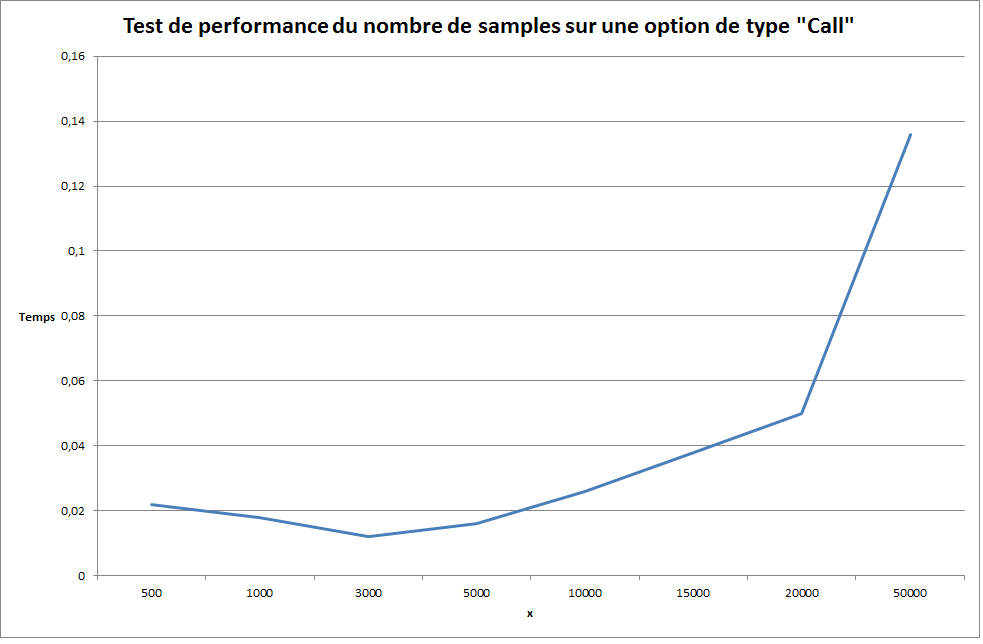 Test de performance du nombre de samples sur une option de type "Call"
0,16
0,14
0,12
0,1
Temps 0,08
0,06
0,04
0,02
0
500 1000 3000 5000 10000 15000 20000 50000
x